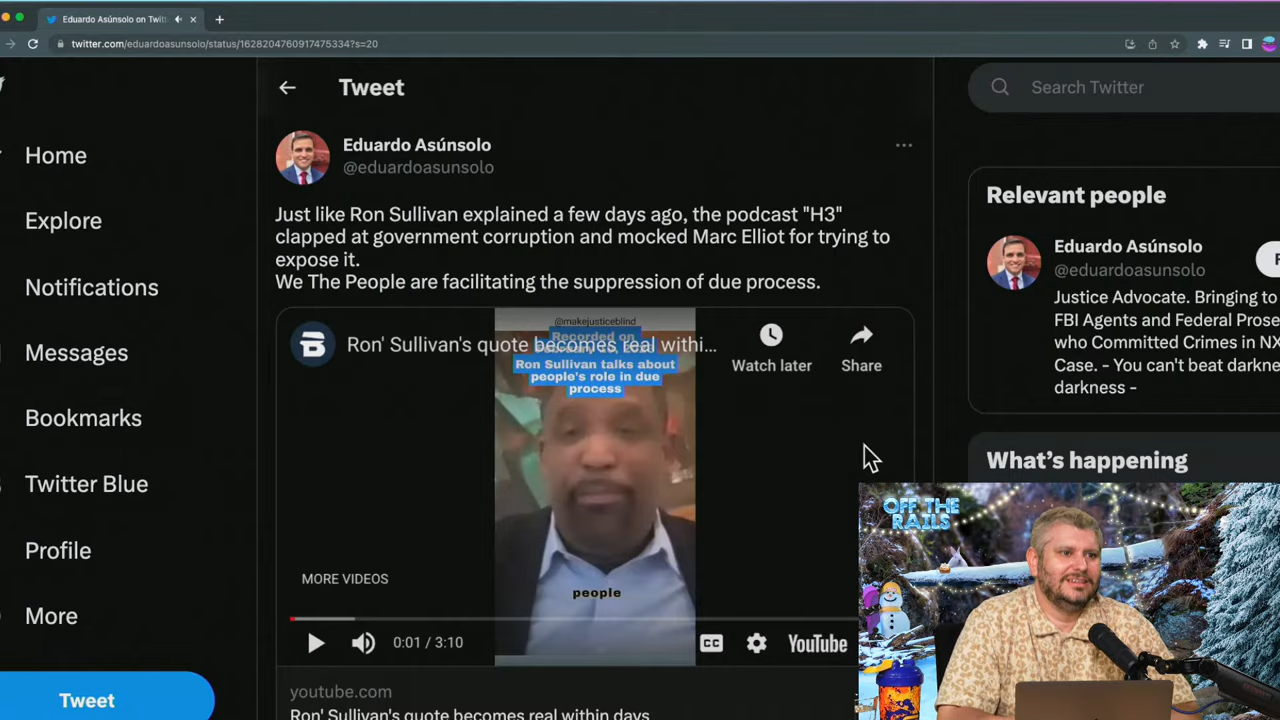 Eduardo Asúnsolo on Twitt
twitter.com/eduardoasunsolo/status/1628204760917475334?s=20
Tweet
Search Twitter
Home
Explore
Notifications
Messages
Bookmarks
Twitter Blue
Profile
More
Tweet
Eduardo Asúnsolo
@eduardoasunsolo
Just like Ron Sullivan explained a few days ago, the podcast "H3"
clapped at government corruption and mocked Marc Elliot for trying to
expose it.
We The People are facilitating the suppression of due process.
@makejusticeblind
Recorded on
Ron' Sullivan's quote becomes real withi...
Ron Sullivan talks about
people's role in due
process
Watch later
Share
MORE VIDEOS
people
0:01 / 3:10
CC
YouTube
youtube.com
Ron' Sullivan's quote becomes real within days
Relevant people
Eduardo Asúnsolo
@eduardoasunsolo
Justice Advocate. Bringing to
FBI Agents and Federal Prose
who Committed Crimes in NX
Case. - You can't beat darkne
darkness -
What's happening
OFF THE
RAILS